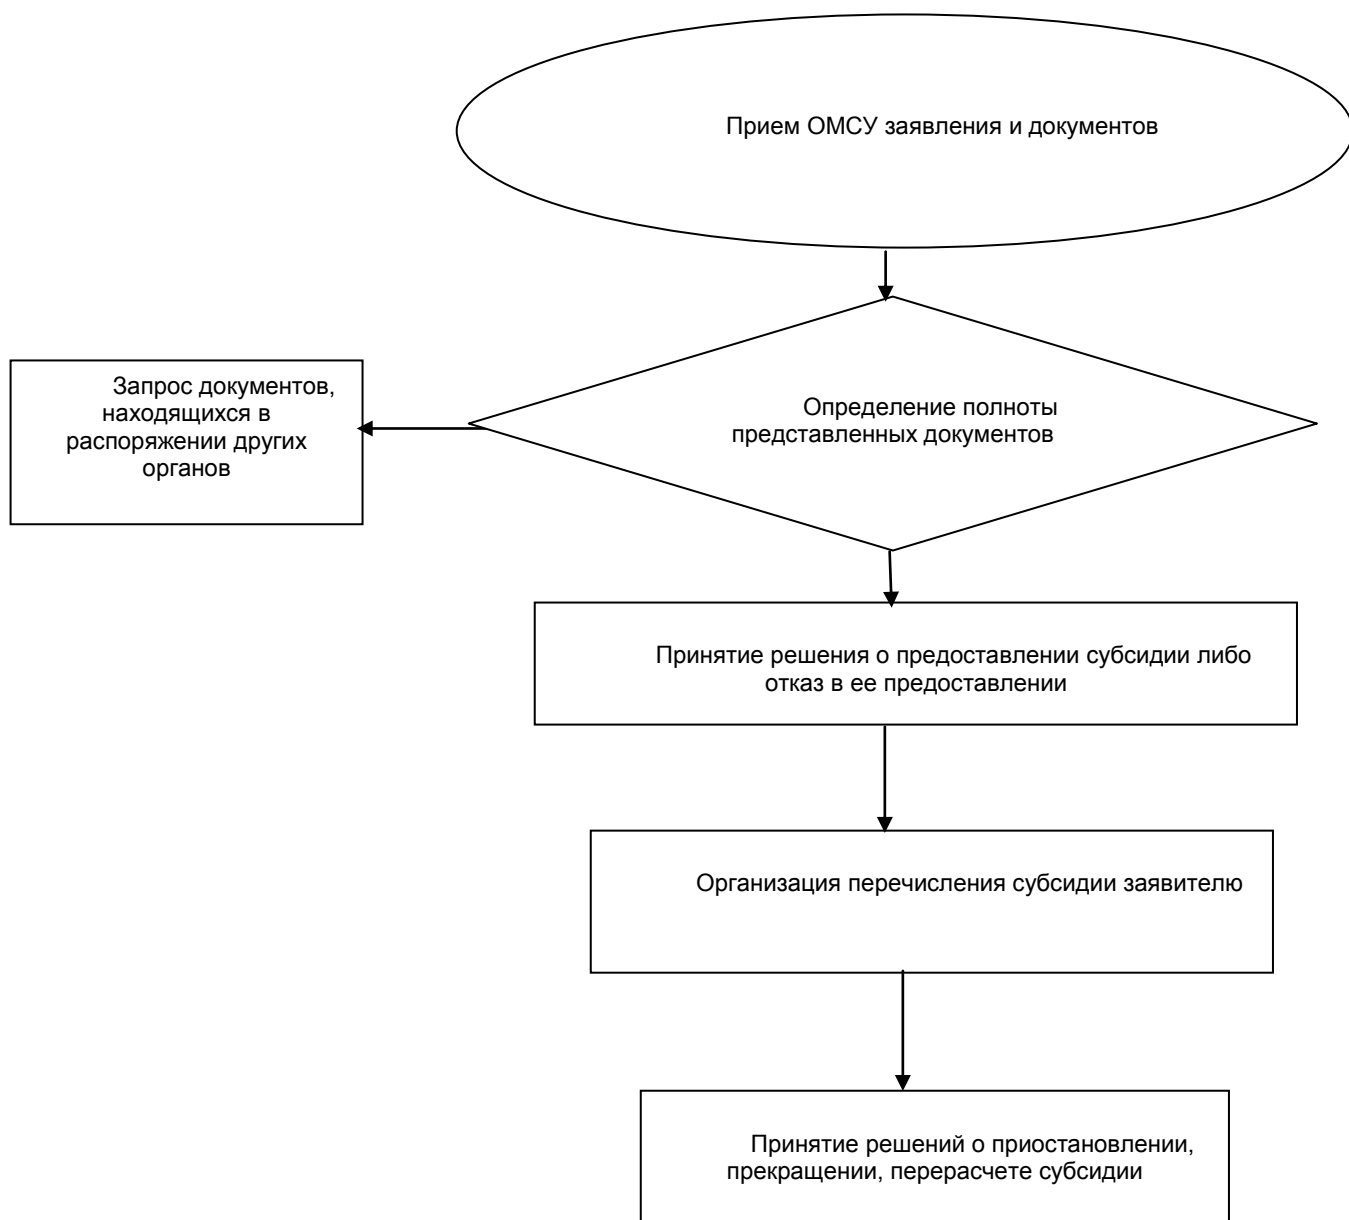 Прием ОМСУ заявления и документов
Запрос документов,
находящихся в
распоряжении других
органов
Определение полноты
представленных документов
Принятие решения о предоставлении субсидии либо
отказ в ее предоставлении
Организация перечисления субсидии заявителю
Принятие решений о приостановлении,
прекращении, перерасчете субсидии